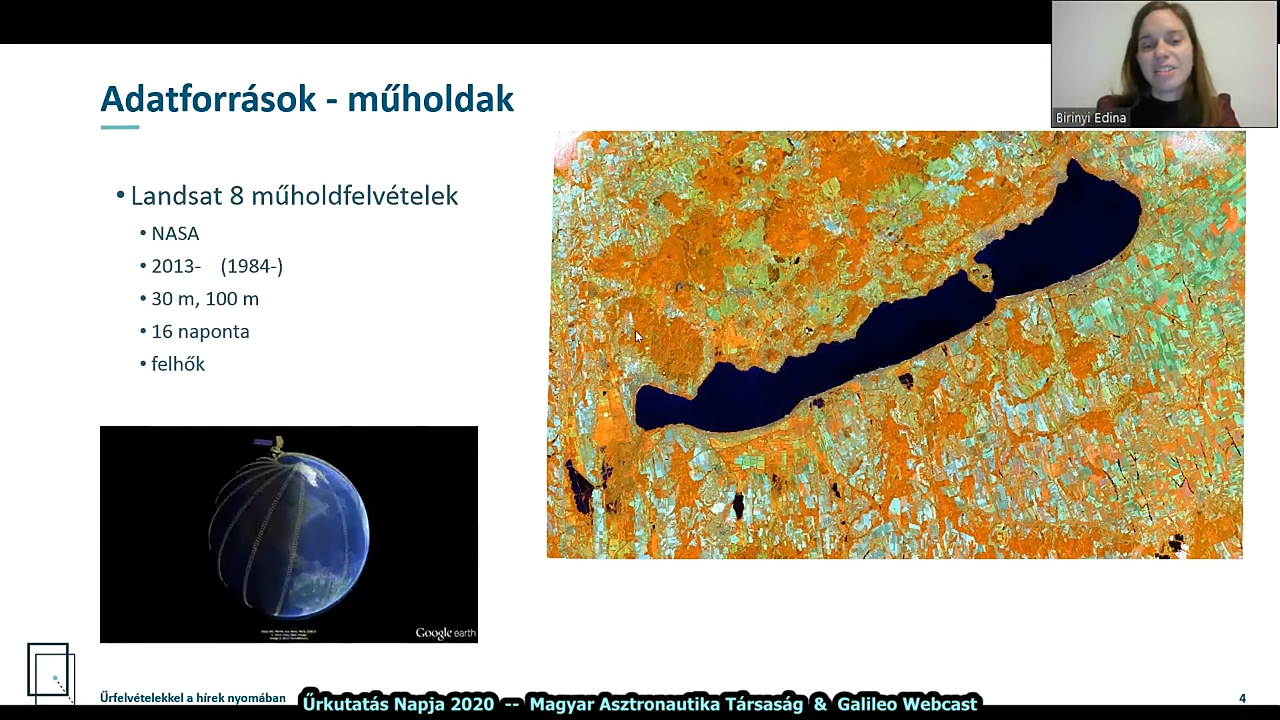 Birinyi Edina
Adatforrások - műholdak
• Landsat 8 műholdfelvételek
• NASA
• 2013- (1984-)
• 30 m, 100 m
• 16 naponta
• felhők
Google earth
Űrfelvételekkel a hírek nyomában
Űrkutatás Napja 2020 -- Magyar Asztronautika Társaság & Galileo Webcast
4